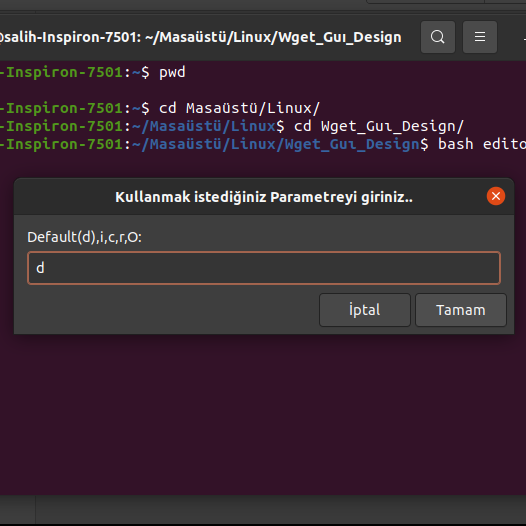 @salih-Inspiron-7501: ~/Masaüstü/Linux/Wget_Guı_Design
-Inspiron-7501:~$ pwd
-Inspiron-7501:~$ cd Masaüstü/Linux/
-Inspiron-7501:~/Masaüstü/Linux$ cd Wget_Guı_Design/
-Inspiron-7501:~/Masaüstü/Linux/Wget_Guı_Design$ bash edito
Kullanmak istediğiniz Parametreyi giriniz..
Default(d),i,c,r,O:
d
İptal
Tamam